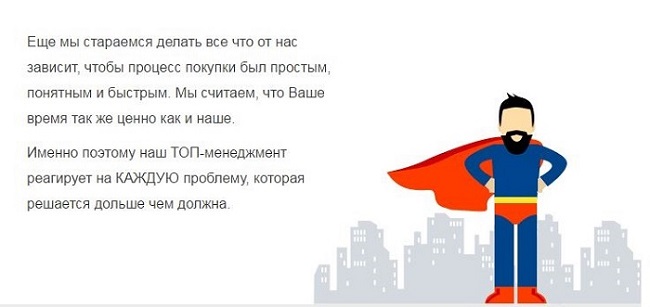 Еще мы стараемся делать все что от нас
зависит, чтобы процесс покупки был простым,
понятным и быстрым. Мы считаем, что Ваше
время так же ценно как и наше.
Именно поэтому наш ТОП-менеджмент
реагирует на КАЖДУЮ проблему, которая
решается дольше чем должна.